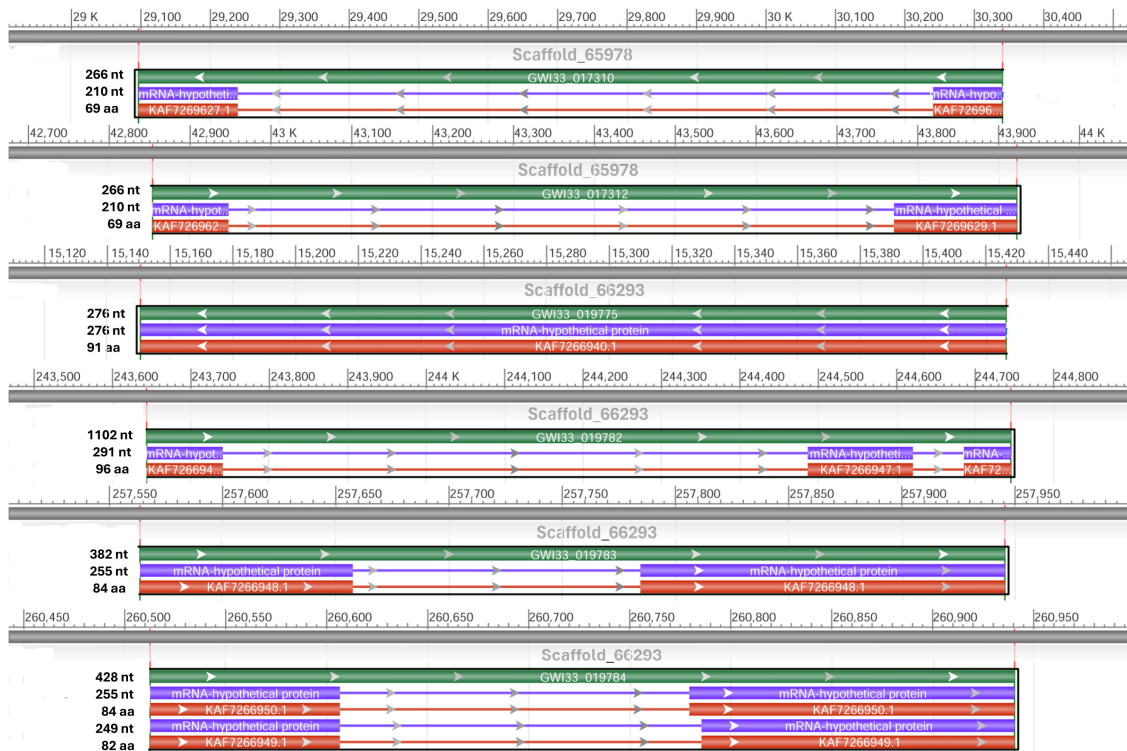 29 K 29,100 29,200 29,300 29,400 29,500 29,600 29,700 29,800 29,900 30 K 30,100 30,200 30,300 30,400
Scaffold_65978
266 nt GWI33_017310
210 nt mRNA-hypotheti... mRNA-hypo...
69 aa KAF7269627.1 KAF72696...
42,700 42,800 42,900 43 K 43,100 43,200 43,300 43,400 43,500 43,600 43,700 43,800 43,900 44 K
Scaffold_65978
266 nt GWI33_017312
210 nt mRNA-hypot... mRNA-hypothetical ...
69 aa KAF726962... KAF7269629.1
15,120 15,140 15,160 15,180 15,200 15,220 15,240 15,260 15,280 15,300 15,320 15,340 15,360 15,380 15,400 15,420 15,440
Scaffold_66293
276 nt GWI33_019775
276 nt mRNA-hypothetical protein
91 aa KAF7266940.1
243,500 243,600 243,700 243,800 243,900 244 K 244,100 244,200 244,300 244,400 244,500 244,600 244,700 244,800
Scaffold_66293
1102 nt GWI33_019782
291 nt mRNA-hypot... mRNA-hypotheti... mRNA-...
96 aa KAF726694... KAF7266947.1 KAF72...
257,550 257,600 257,650 257,700 257,750 257,800 257,850 257,900 257,950
Scaffold_66293
382 nt GWI33_019783
255 nt mRNA-hypothetical protein mRNA-hypothetical protein
84 aa KAF7266948.1 KAF7266948.1
260,450 260,500 260,550 260,600 260,650 260,700 260,750 260,800 260,850 260,900 260,950
Scaffold_66293
428 nt GWI33_019784
255 nt mRNA-hypothetical protein mRNA-hypothetical protein
84 aa KAF7266950.1 KAF7266950.1
249 nt mRNA-hypothetical protein mRNA-hypothetical protein
82 aa KAF7266949.1 KAF7266949.1